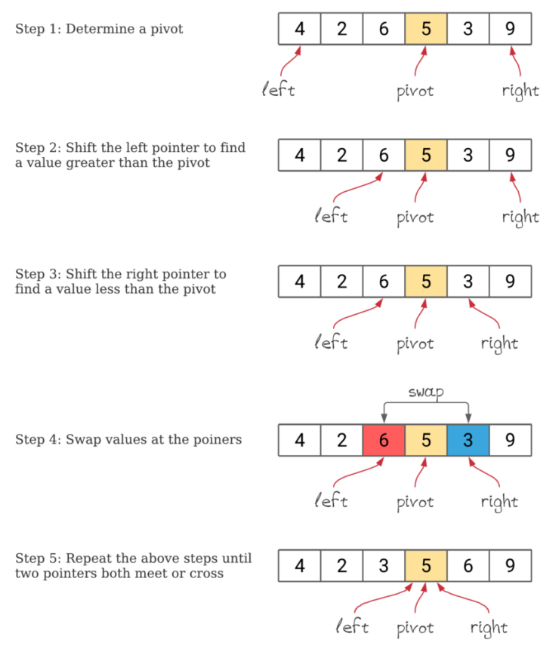 Step 1: Determine a pivot
4 2 6 5 3 9
left pivot right
Step 2: Shift the left pointer to find
a value greater than the pivot
4 2 6 5 3 9
left pivot right
Step 3: Shift the right pointer to
find a value less than the pivot
4 2 6 5 3 9
left pivot right
swap
Step 4: Swap values at the poiners
4 2 6 5 3 9
left pivot right
Step 5: Repeat the above steps until
two pointers both meet or cross
4 2 3 5 6 9
left pivot right